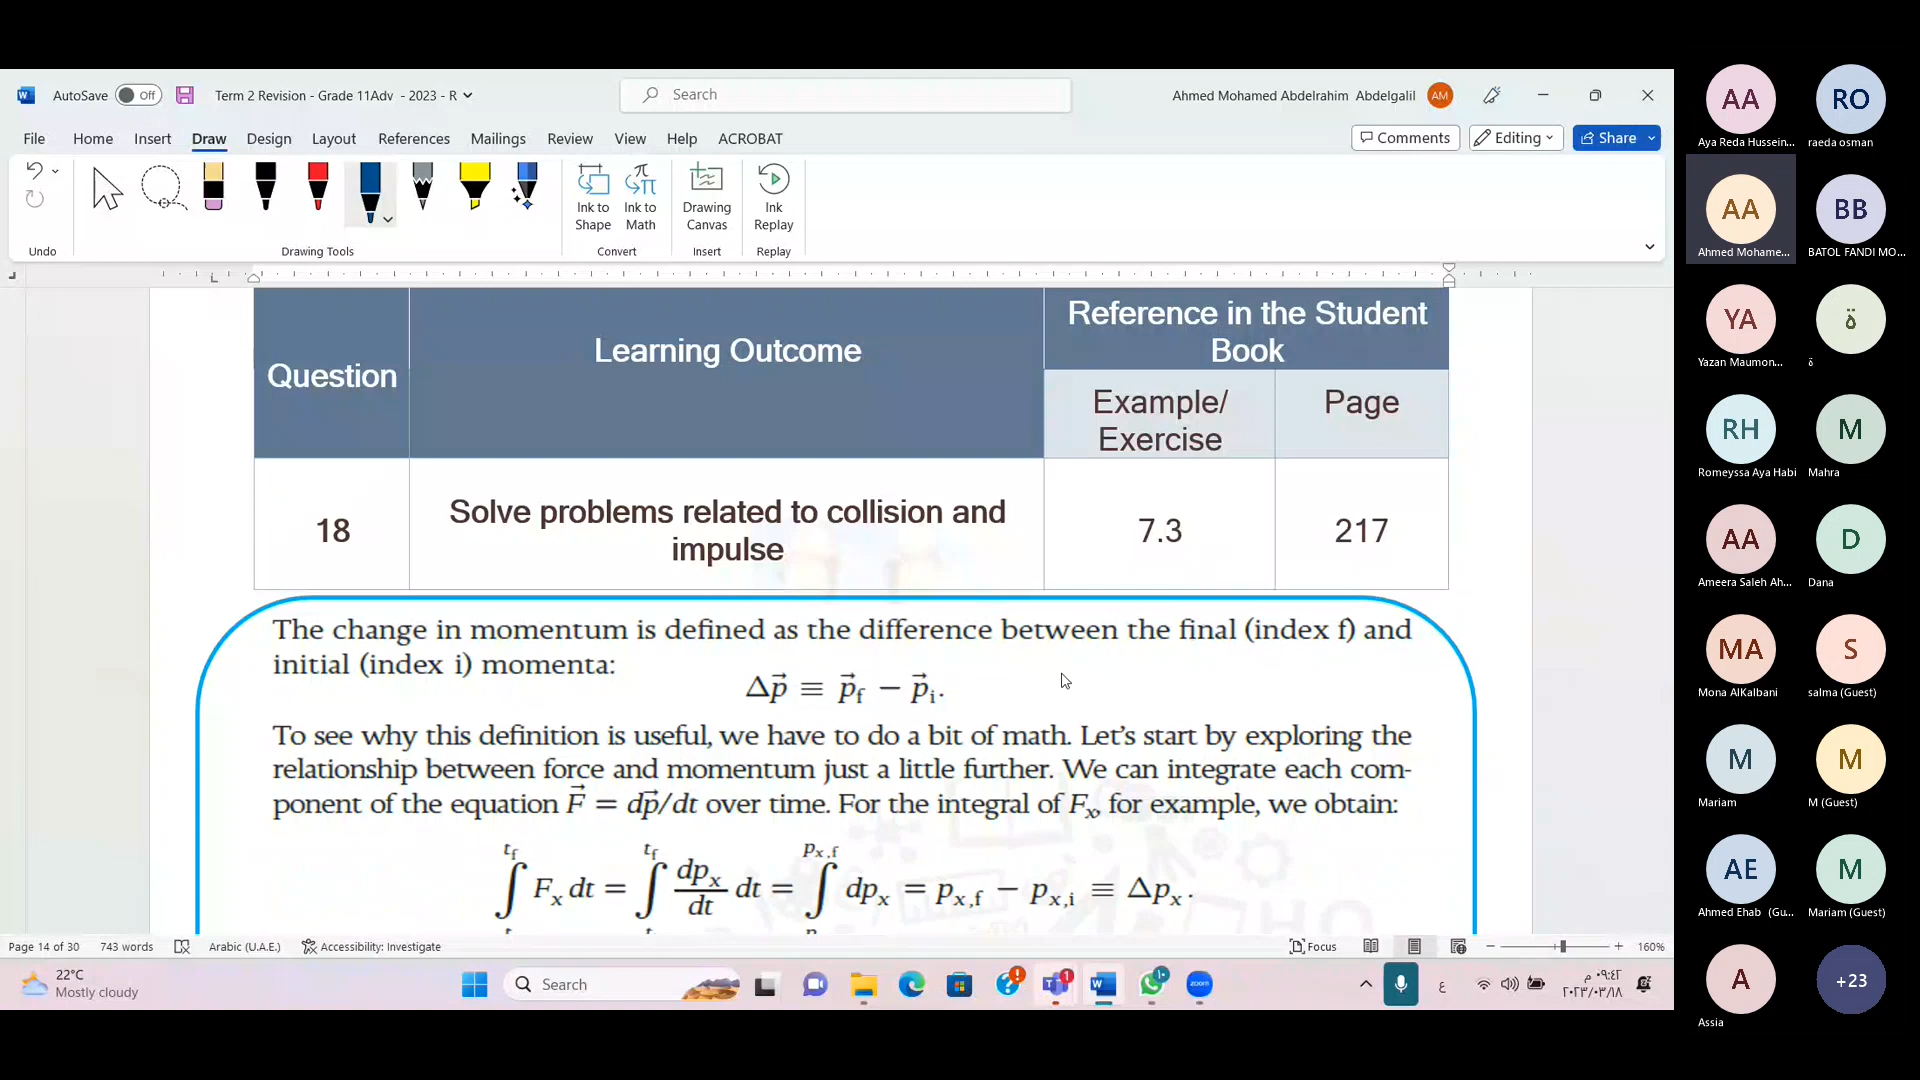 AutoSave Off Term 2 Revision - Grade 11Adv - 2023 - R Search Ahmed Mohamed Abdelrahim Abdelgalil AM
File Home Insert Draw Design Layout References Mailings Review View Help ACROBAT Comments Editing Share
Ink to Shape
Ink to Math
Drawing Canvas
Ink Replay
Undo Drawing Tools Convert Insert Replay
Question Learning Outcome Reference in the Student Book
Example/ Exercise Page
18 Solve problems related to collision and impulse 7.3 217
The change in momentum is defined as the difference between the final (index f) and
initial (index i) momenta:
Δp⃗ ≡ p⃗f − p⃗i.
To see why this definition is useful, we have to do a bit of math. Let’s start by exploring the
relationship between force and momentum just a little further. We can integrate each com-
ponent of the equation F⃗ = dp⃗/dt over time. For the integral of Fx, for example, we obtain:
∫tf Fx dt = ∫tf dpx/dt dt = ∫px,f dpx = px,f − px,i ≡ Δpx.
Page 14 of 30 743 words Arabic (U.A.E.) Accessibility: Investigate Focus 160%
22°C
Mostly cloudy
Search
zoom
ع
٠٩:٤٢ م
٢٠٢٣/٠٣/١٨
AA RO
Aya Reda Hussein... raeda osman
AA BB
Ahmed Mohame... BATOL FANDI MO...
YA ة
Yazan Maumon... ة
RH M
Romeyssa Aya Habi Mahra
AA D
Ameera Saleh Ah... Dana
MA S
Mona AlKalbani salma (Guest)
M M
Mariam M (Guest)
AE M
Ahmed Ehab (Gu... Mariam (Guest)
A +23
Assia